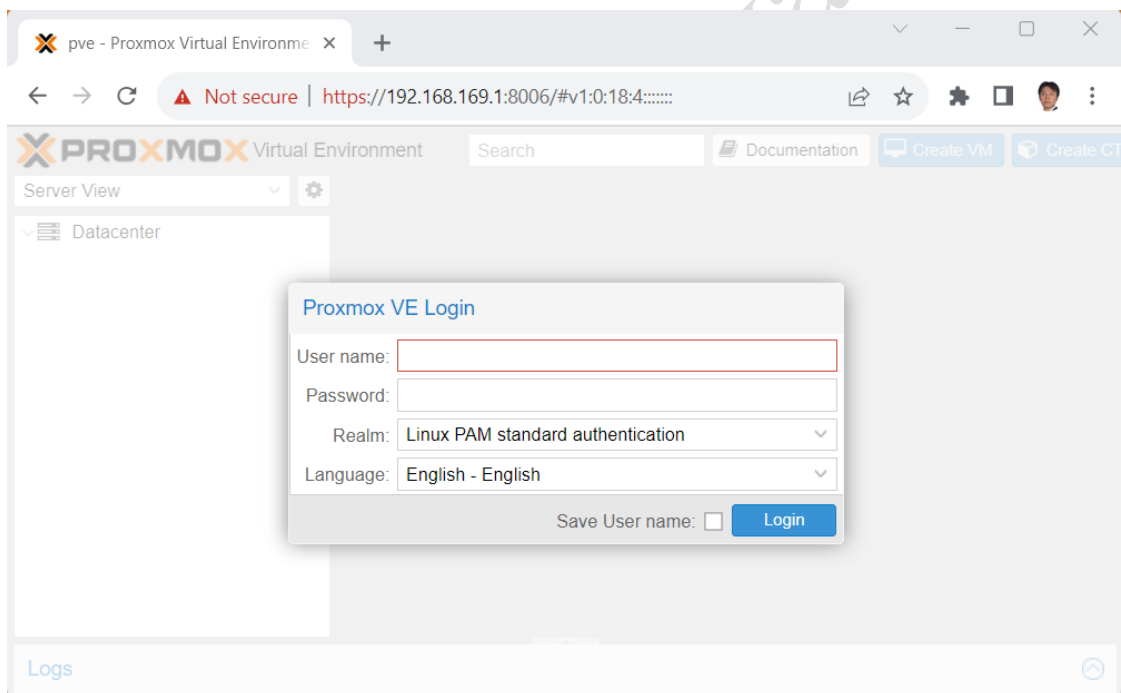 pve - Proxmox Virtual Environme
Not secure | https://192.168.169.1:8006/#v1:0:18:4:::::::
PROXMOX Virtual Environment Search Documentation Create VM Create CT
Server View
Datacenter
Proxmox VE Login
User name:
Password:
Realm: Linux PAM standard authentication
Language: English - English
Save User name: Login
Logs